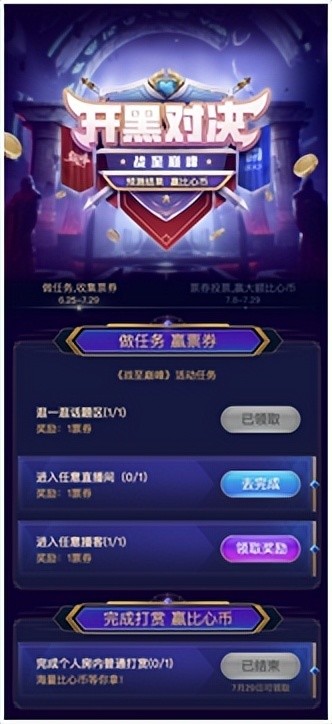 开黑对决
战至巅峰
预测结果 赢比心币
做任务,收集票券
票券投票,赢大额比心币
6.25-7.29
7.8-7.29
做任务 赢票券
《战至巅峰》活动任务
逛一逛话题区(1/1)
奖励：1票券
已领取
进入任意直播间 (0/1)
奖励：1票券
去完成
进入任意播客(1/1)
奖励：1票券
领取奖励
完成打赏 赢比心币
完成个人房内普通打赏(0/1)
海量比心币等你拿!
已结束
7月29日可领取